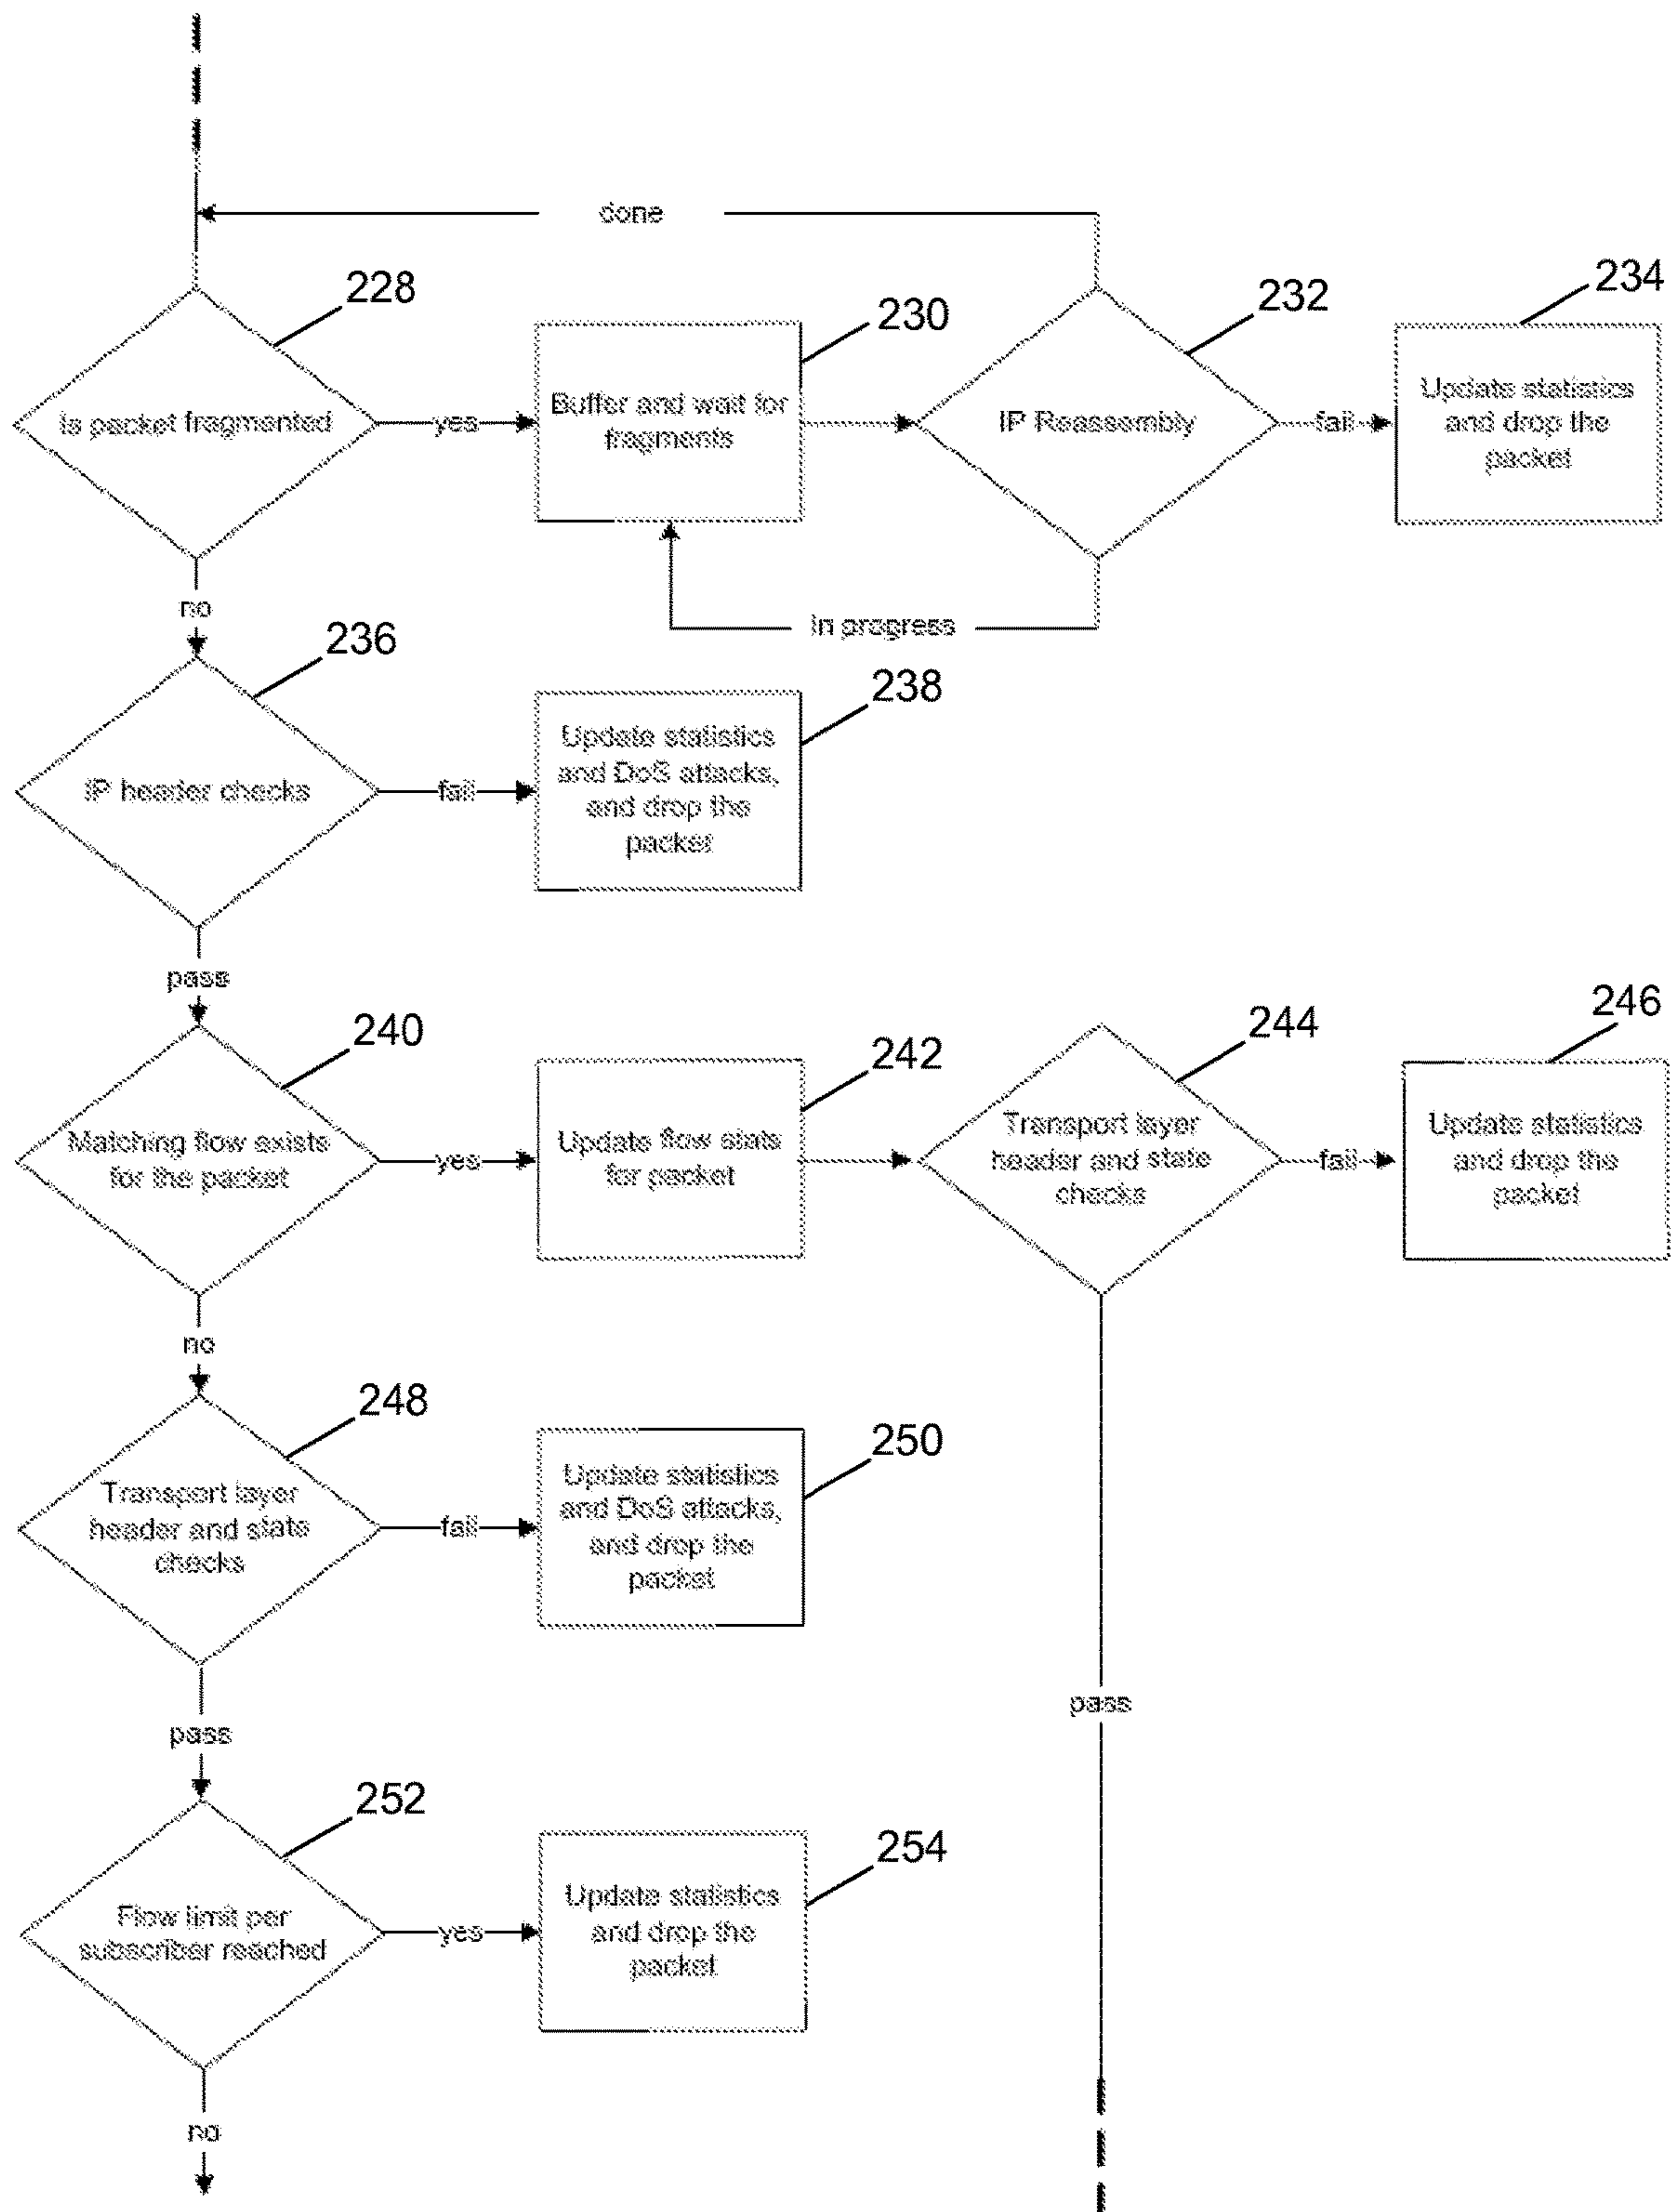 done
228
230
232
234
Is packet fragmented
yes
Buffer and wait for
fragments
IP Reassembly
fail
Update statistics
and drop the
packet
no
In progress
236
238
IP header checks
fail
Update statistics
and DoS attacks,
and drop the
packet
pass
240
242
244
246
Matching flow exists
for the packet
yes
Update flow stats
for packet
Transport layer
header and state
checks
fail
Update statistics
and drop the
packet
no
248
250
Transport layer
header and state
checks
fail
Update statistics
and DoS attacks,
and drop the
packet
pass
pass
252
254
Flow limit per
subscriber reached
yes
Update statistics
and drop the
packet
no